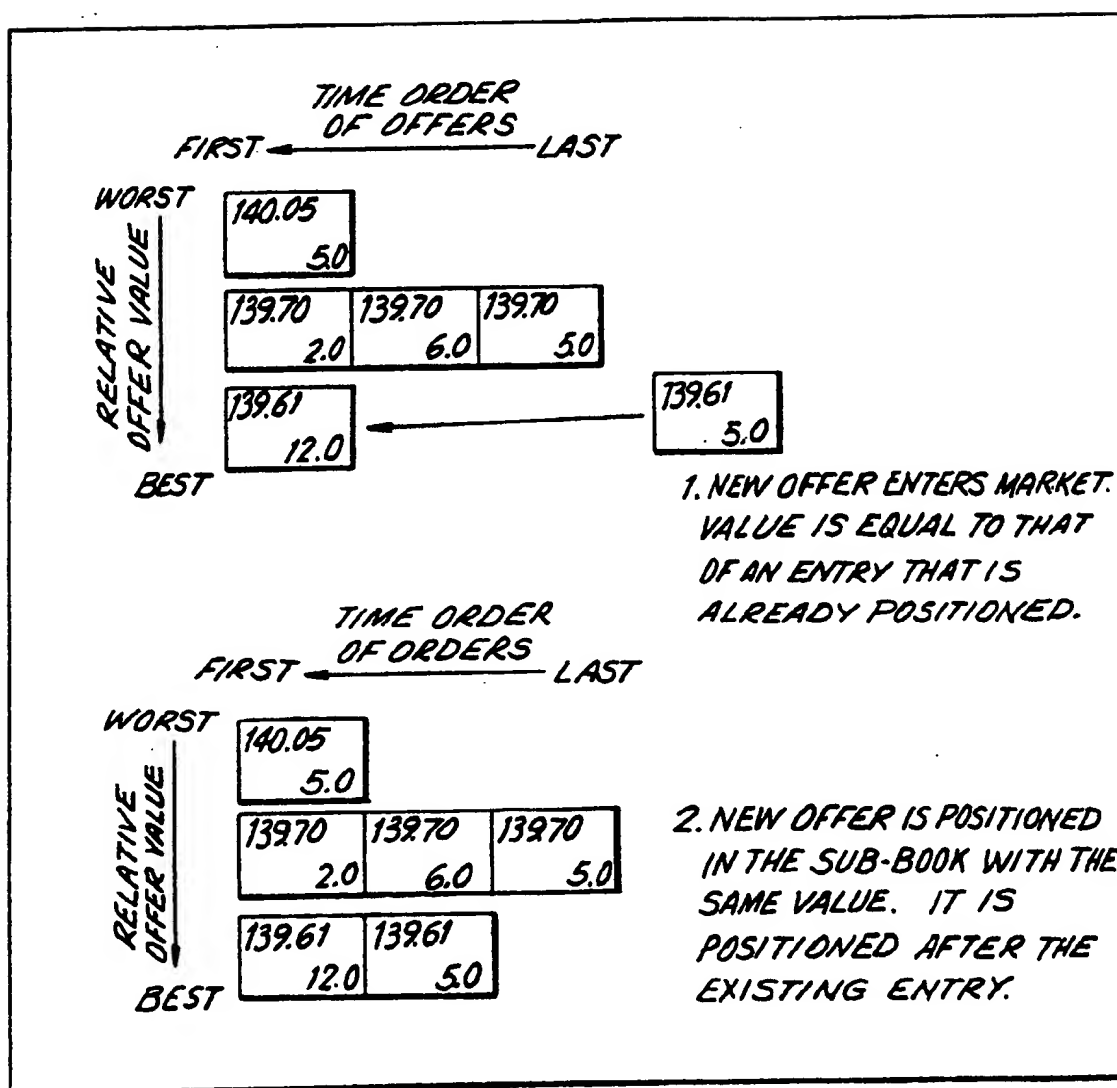 TIME ORDER
OF OFFERS
FIRST LAST
WORST
RELATIVE
OFFER VALUE
BEST
140.05
5.0
139.70 139.70 139.70
2.0 6.0 5.0
139.61
12.0
139.61
5.0
1. NEW OFFER ENTERS MARKET.
VALUE IS EQUAL TO THAT
OF AN ENTRY THAT IS
ALREADY POSITIONED.
TIME ORDER
OF ORDERS
FIRST LAST
WORST
RELATIVE
OFFER VALUE
BEST
140.05
5.0
139.70 139.70 139.70
2.0 6.0 5.0
139.61 139.61
12.0 5.0
2. NEW OFFER IS POSITIONED
IN THE SUB-BOOK WITH THE
SAME VALUE. IT IS
POSITIONED AFTER THE
EXISTING ENTRY.